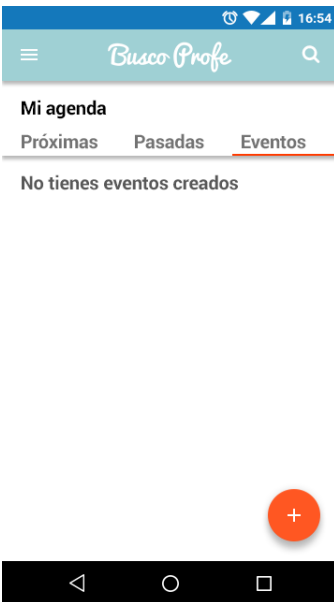 16:54
Busco Profe
Mi agenda
Próximas Pasadas Eventos
No tienes eventos creados
+